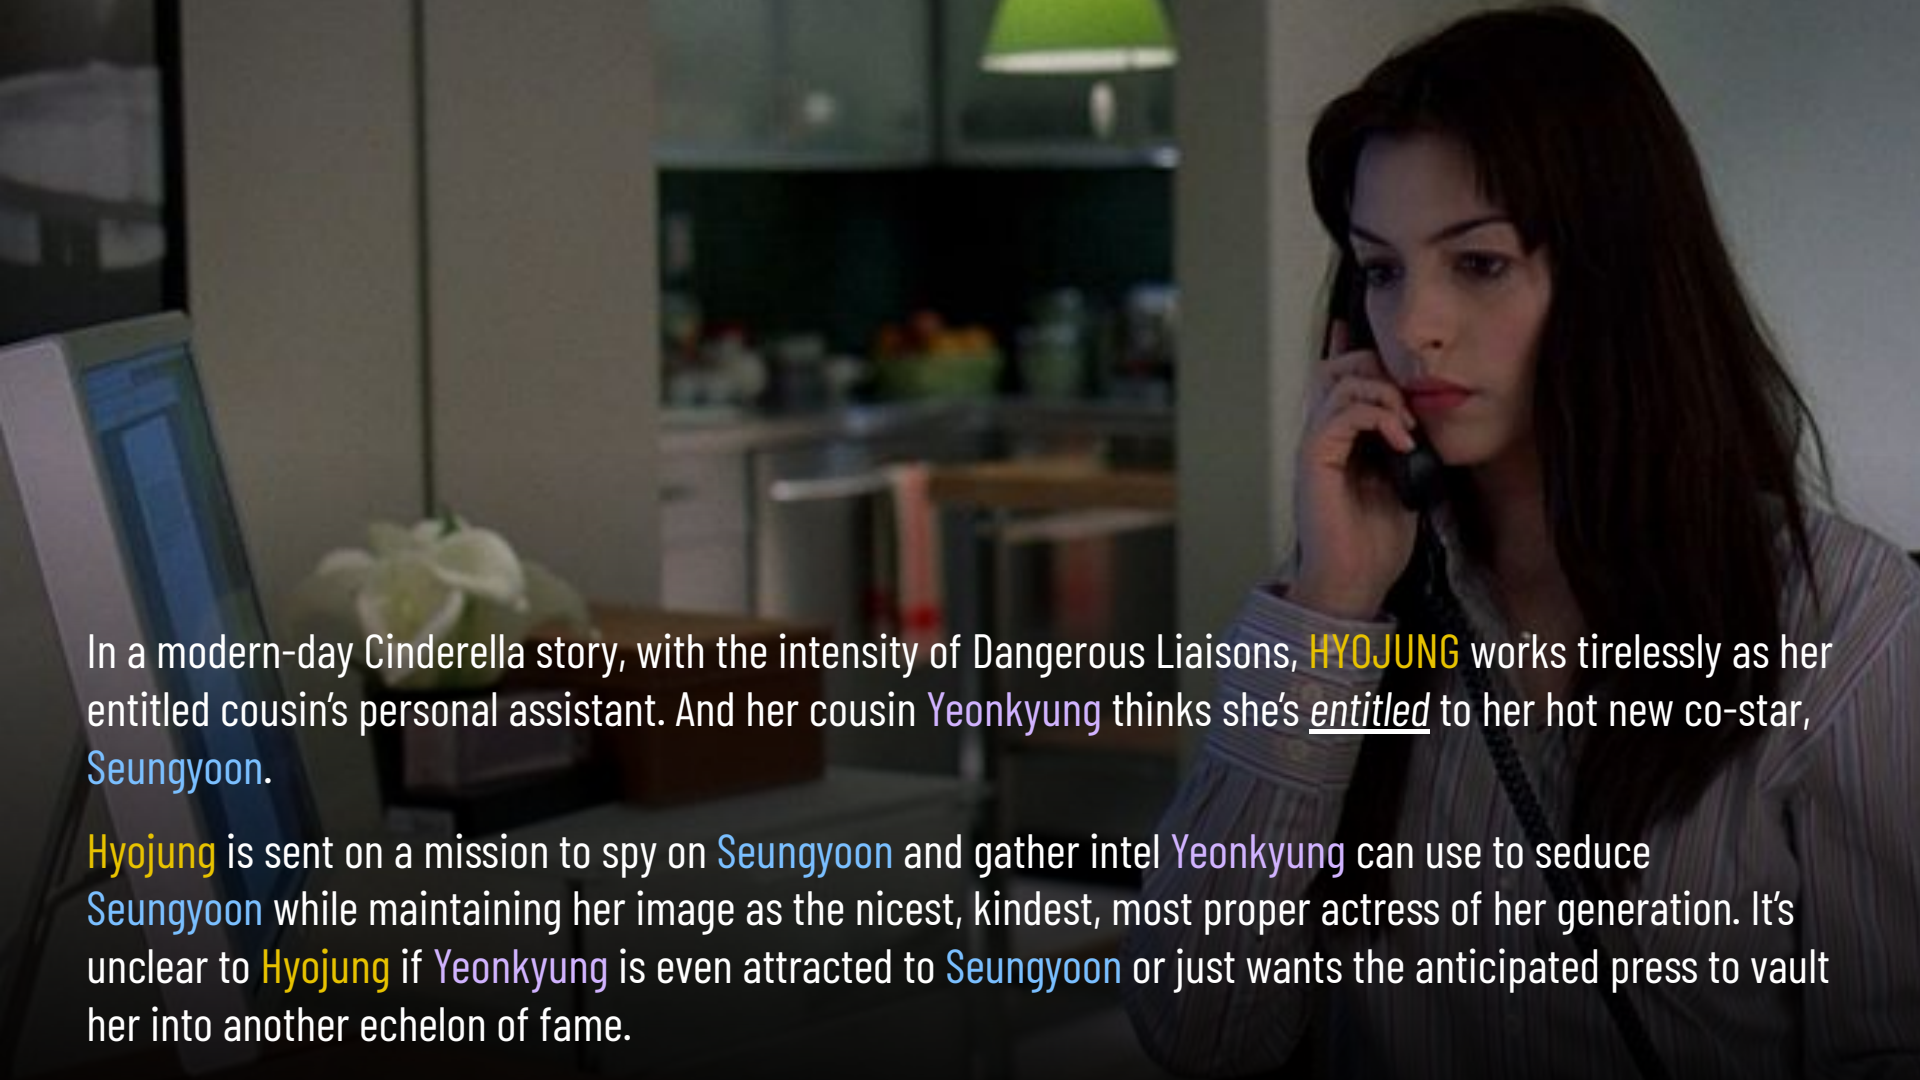 In a modern-day Cinderella story, with the intensity of Dangerous Liaisons, HYOJUNG works tirelessly as her
entitled cousin’s personal assistant. And her cousin Yeonkyung thinks she’s entitled to her hot new co-star,
Seungyoon.
Hyojung is sent on a mission to spy on Seungyoon and gather intel Yeonkyung can use to seduce
Seungyoon while maintaining her image as the nicest, kindest, most proper actress of her generation. It’s
unclear to Hyojung if Yeonkyung is even attracted to Seungyoon or just wants the anticipated press to vault
her into another echelon of fame.